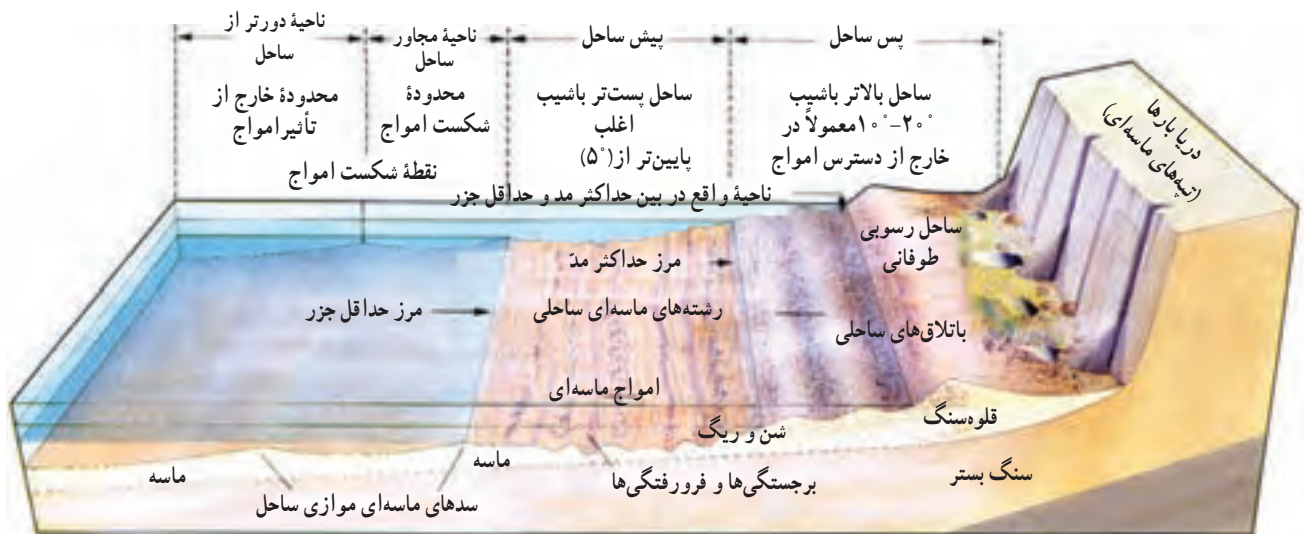 پس ساحل
پیش ساحل
ناحیهٔ مجاور
ساحل
ناحیهٔ دورتر از
ساحل
ساحل بالاتر باشیب
۲۰˚-۱۰˚معمولاً در
خارج از دسترس امواج
ساحل پست‌تر باشیب
اغلب
پایین‌تر از(۵˚)
محدودهٔ
شکست امواج
محدودهٔ خارج از
تأثیر امواج
نقطهٔ شکست امواج
ناحیهٔ واقع در بین حداکثر مد و حداقل جزر
دریا بارها
(تپه‌های ماسه‌ای)
ساحل رسوبی
طوفانی
مرز حداکثر مدّ
مرز حداقل جزر
رشته‌های ماسه‌ای ساحلی
باتلاق‌های ساحلی
امواج ماسه‌ای
قلوه‌سنگ
شن و ریگ
ماسه
ماسه
سنگ بستر
برجستگی‌ها و فرورفتگی‌ها
سدهای ماسه‌ای موازی ساحل